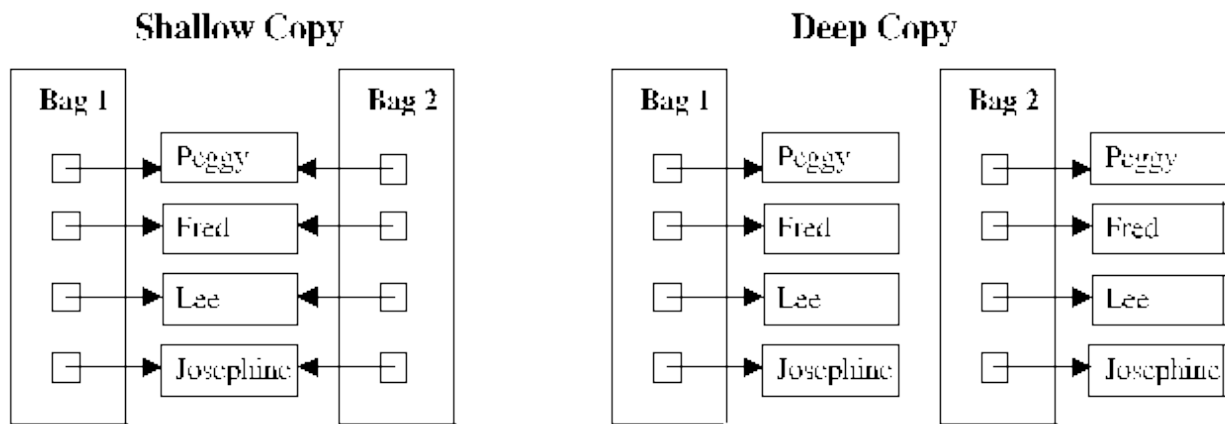 Shallow Copy
Deep Copy
Bag 1
Bag 2
Peggy
Fred
Lee
Josephine
Bag 1
Bag 2
Peggy
Peggy
Fred
Fred
Lee
Lee
Josephine
Josephine